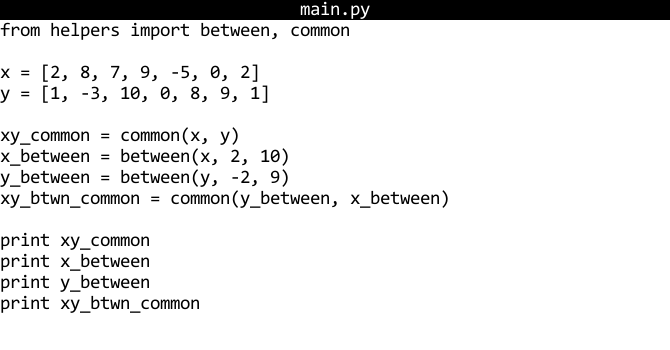 main.py
from helpers import between, common
x = [2, 8, 7, 9, -5, 0, 2]
y = [1, -3, 10, 0, 8, 9, 1]
xy_common = common(x, y)
x_between = between(x, 2, 10)
y_between = between(y, -2, 9)
xy_btwn_common = common(y_between, x_between)
print xy_common
print x_between
print y_between
print xy_btwn_common